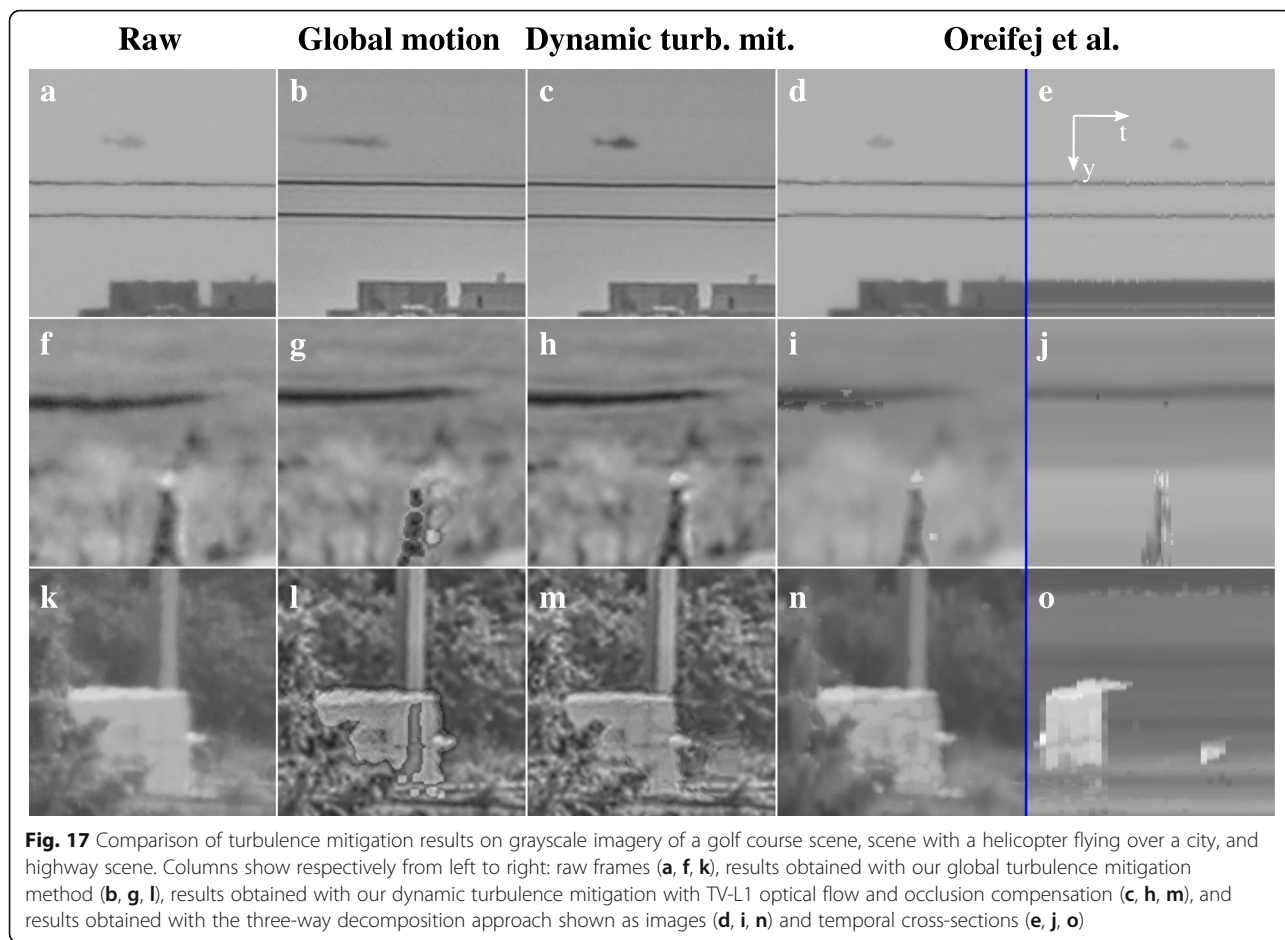 Raw Global motion Dynamic turb. mit. Oreifej et al.
a b c d e
t
y
f g h i j
k l m n o
Fig. 17 Comparison of turbulence mitigation results on grayscale imagery of a golf course scene, scene with a helicopter flying over a city, and
highway scene. Columns show respectively from left to right: raw frames (a, f, k), results obtained with our global turbulence mitigation
method (b, g, l), results obtained with our dynamic turbulence mitigation with TV-L1 optical flow and occlusion compensation (c, h, m), and
results obtained with the three-way decomposition approach shown as images (d, i, n) and temporal cross-sections (e, j, o)